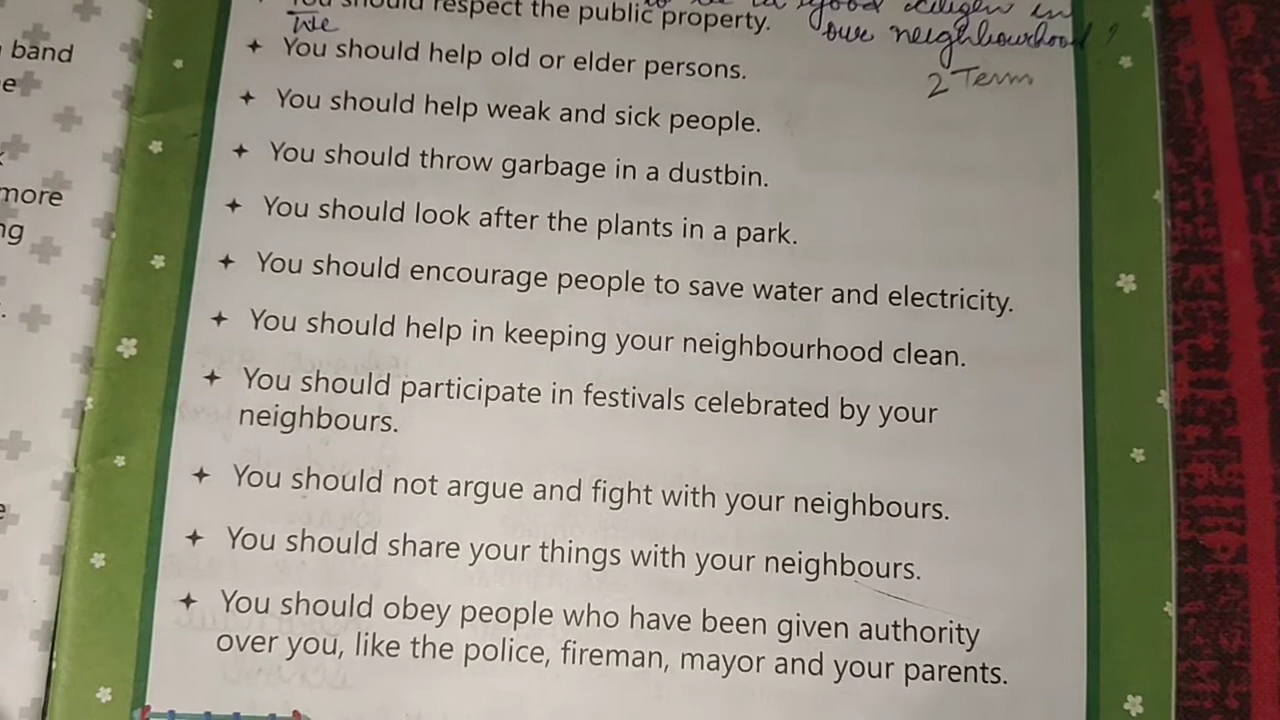 should respect the public property.
good citizen in
our neighbourhood ?
2 Term
We
You should help old or elder persons.
You should help weak and sick people.
You should throw garbage in a dustbin.
You should look after the plants in a park.
You should encourage people to save water and electricity.
You should help in keeping your neighbourhood clean.
You should participate in festivals celebrated by your
neighbours.
You should not argue and fight with your neighbours.
You should share your things with your neighbours.
You should obey people who have been given authority
over you, like the police, fireman, mayor and your parents.
band
more